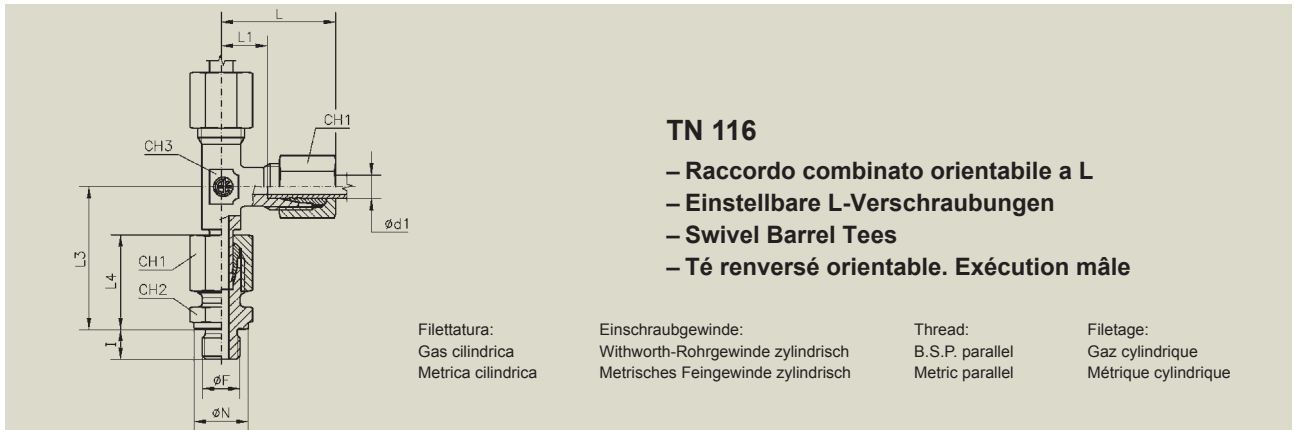 L
L1
CH1
CH3
Ød1
L3
L4
CH1
CH2
I
ØF
ØN
TN 116
– Raccordo combinato orientabile a L
– Einstellbare L-Verschraubungen
– Swivel Barrel Tees
– Té renversé orientable. Exécution mâle
Filettatura:
Gas cilindrica
Metrica cilindrica
Einschraubgewinde:
Withworth-Rohrgewinde zylindrisch
Metrisches Feingewinde zylindrisch
Thread:
B.S.P. parallel
Metric parallel
Filetage:
Gaz cylindrique
Métrique cylindrique